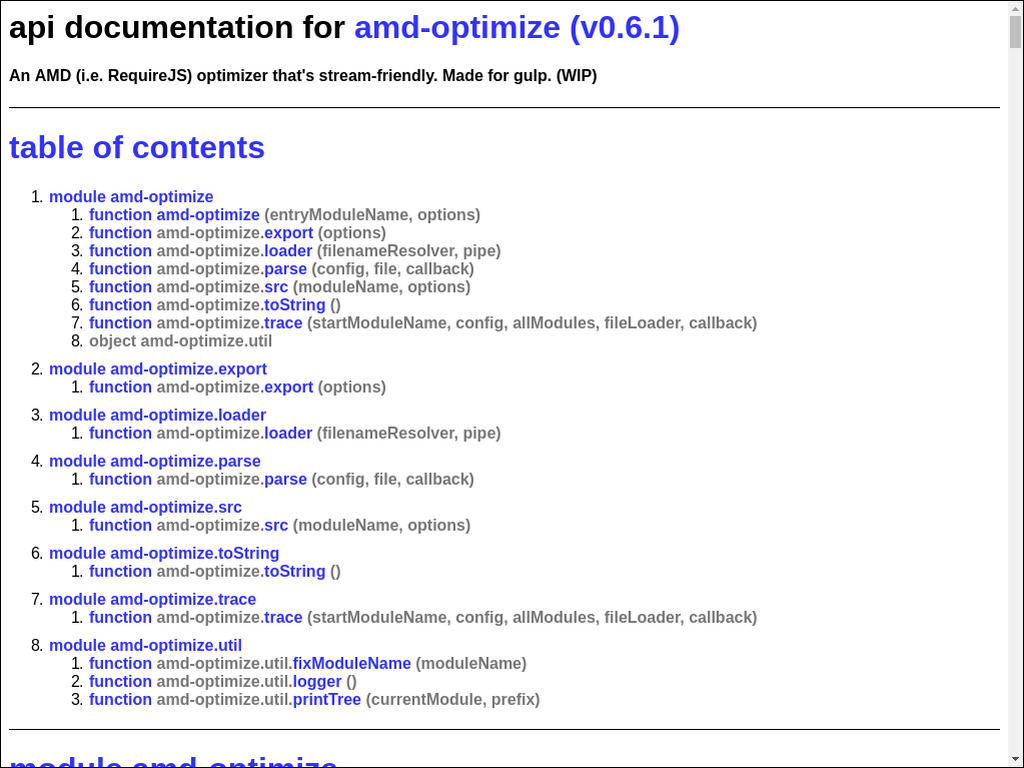 api documentation for amd-optimize (v0.6.1)
An AMD (i.e. RequireJS) optimizer that's stream-friendly. Made for gulp. (WIP)
table of contents
1. module amd-optimize
1. function amd-optimize (entryModuleName, options)
2. function amd-optimize.export (options)
3. function amd-optimize.loader (filenameResolver, pipe)
4. function amd-optimize.parse (config, file, callback)
5. function amd-optimize.src (moduleName, options)
6. function amd-optimize.toString ()
7. function amd-optimize.trace (startModuleName, config, allModules, fileLoader, callback)
8. object amd-optimize.util
2. module amd-optimize.export
1. function amd-optimize.export (options)
3. module amd-optimize.loader
1. function amd-optimize.loader (filenameResolver, pipe)
4. module amd-optimize.parse
1. function amd-optimize.parse (config, file, callback)
5. module amd-optimize.src
1. function amd-optimize.src (moduleName, options)
6. module amd-optimize.toString
1. function amd-optimize.toString ()
7. module amd-optimize.trace
1. function amd-optimize.trace (startModuleName, config, allModules, fileLoader, callback)
8. module amd-optimize.util
1. function amd-optimize.util.fixModuleName (moduleName)
2. function amd-optimize.util.logger ()
3. function amd-optimize.util.printTree (currentModule, prefix)
module amd-optimize